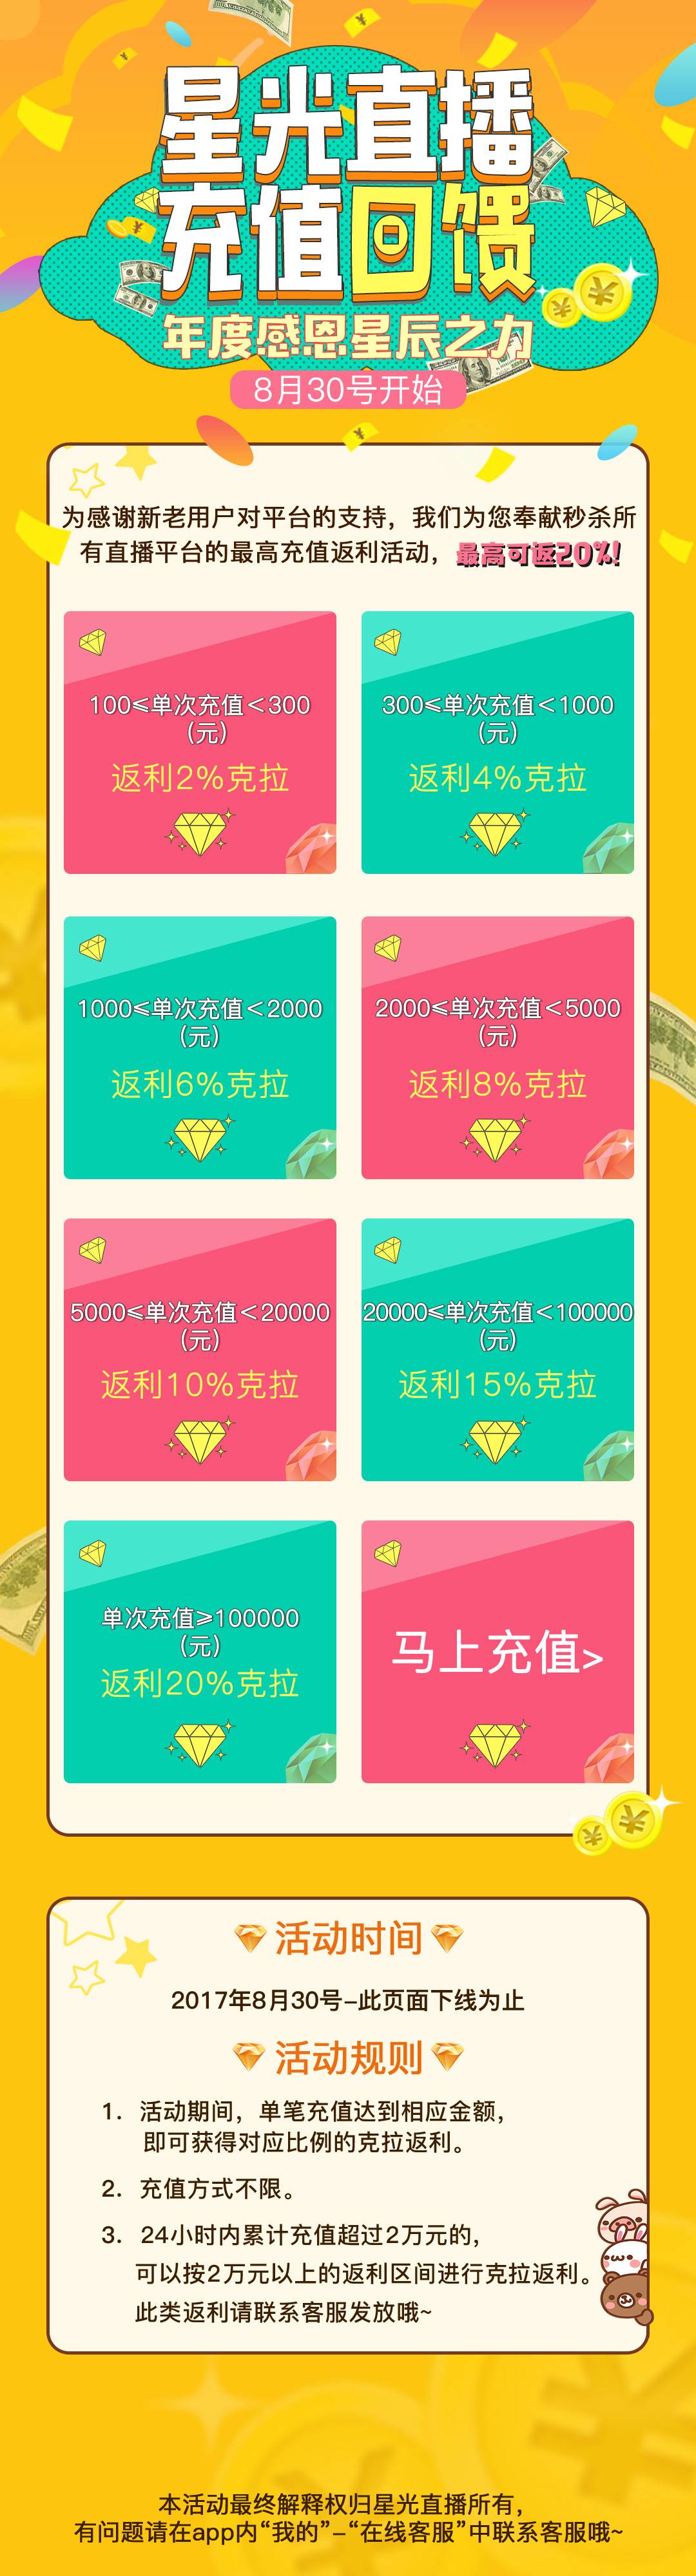 星光直播
充值回馈
年度感恩星辰之力
8月30号开始
为感谢新老用户对平台的支持，我们为您奉献秒杀所
有直播平台的最高充值返利活动，最高可返20%!
100≤单次充值＜300
(元)
返利2%克拉
300≤单次充值＜1000
(元)
返利4%克拉
1000≤单次充值＜2000
(元)
返利6%克拉
2000≤单次充值＜5000
(元)
返利8%克拉
5000≤单次充值＜20000
(元)
返利10%克拉
20000≤单次充值＜100000
(元)
返利15%克拉
单次充值≥100000
(元)
返利20%克拉
马上充值>
活动时间
2017年8月30号-此页面下线为止
活动规则
1. 活动期间，单笔充值达到相应金额，
即可获得对应比例的克拉返利。
2. 充值方式不限。
3. 24小时内累计充值超过2万元的，
可以按2万元以上的返利区间进行克拉返利。
此类返利请联系客服发放哦~
本活动最终解释权归星光直播所有，
有问题请在app内“我的”-“在线客服”中联系客服哦~